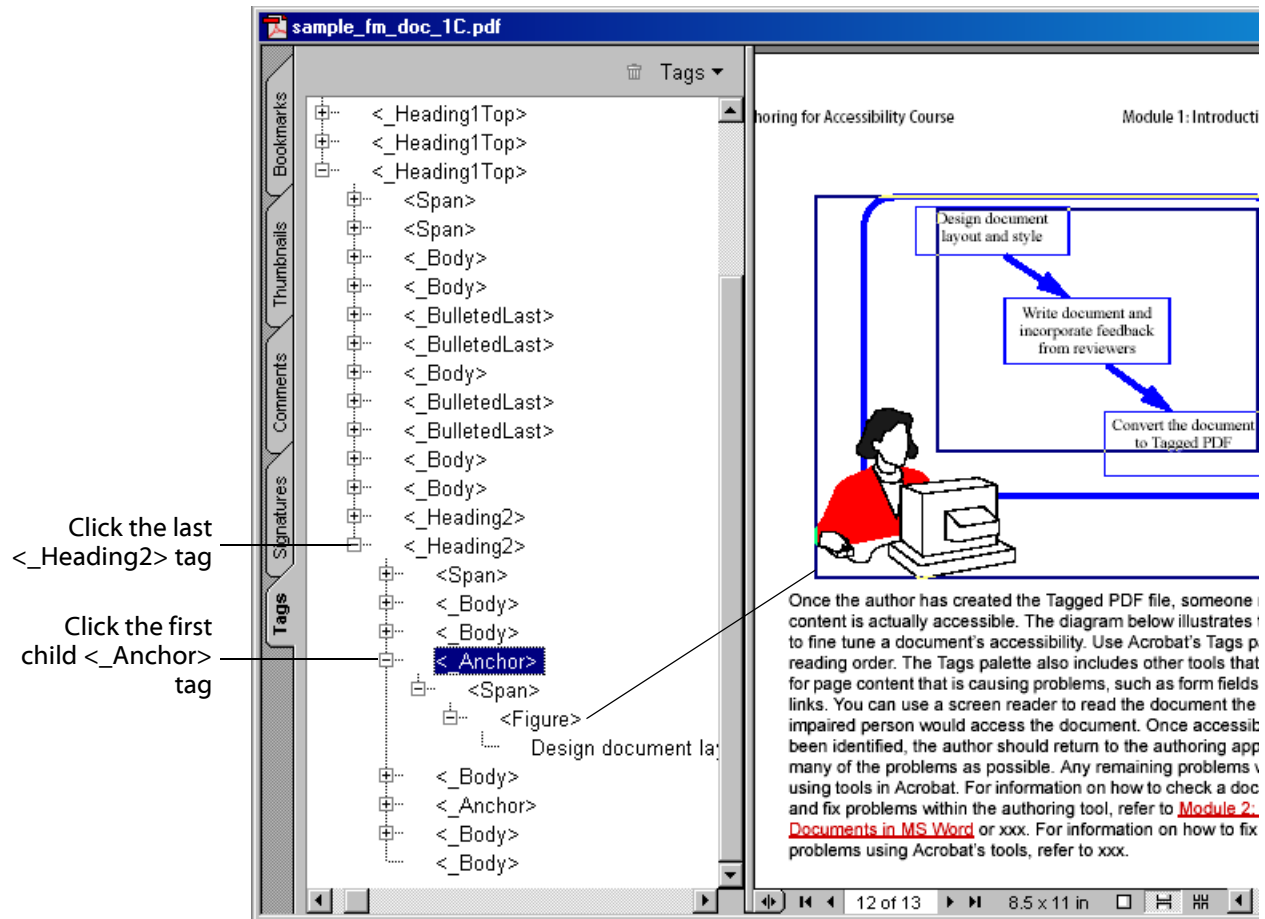 sample_fm_doc_1C.pdf
Tags
Bookmarks
Thumbnails
Comments
Signatures
Tags
<_Heading1Top>
<_Heading1Top>
<_Heading1Top>
<Span>
<Span>
<_Body>
<_Body>
<_BulletedLast>
<_BulletedLast>
<_Body>
<_BulletedLast>
<_BulletedLast>
<_Body>
<_Body>
<_Heading2>
<_Heading2>
<Span>
<_Body>
<_Body>
<_Anchor>
<Span>
<Figure>
Design document la
<_Body>
<_Anchor>
<_Body>
<_Body>
Click the last
<_Heading2> tag
Click the first
child <_Anchor>
tag
horing for Accessibility Course Module 1: Introducti
Design document
layout and style
Write document and
incorporate feedback
from reviewers
Convert the document
to Tagged PDF
Once the author has created the Tagged PDF file, someone
content is actually accessible. The diagram below illustrates
to fine tune a document's accessibility. Use Acrobat's Tags
reading order. The Tags palette also includes other tools that
for page content that is causing problems, such as form fields
links. You can use a screen reader to read the document the
impaired person would access the document. Once accessib
been identified, the author should return to the authoring app
many of the problems as possible. Any remaining problems
using tools in Acrobat. For information on how to check a doc
and fix problems within the authoring tool, refer to Module 2:
Documents in MS Word or xxx. For information on how to fix
problems using Acrobat's tools, refer to xxx.
12 of 13 8.5 x 11 in